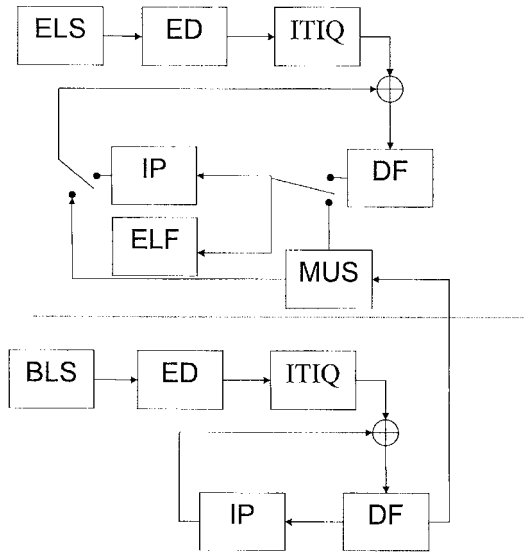 ELS ED ITIQ
IP DF
ELF
MUS
BLS ED ITIQ
IP DF